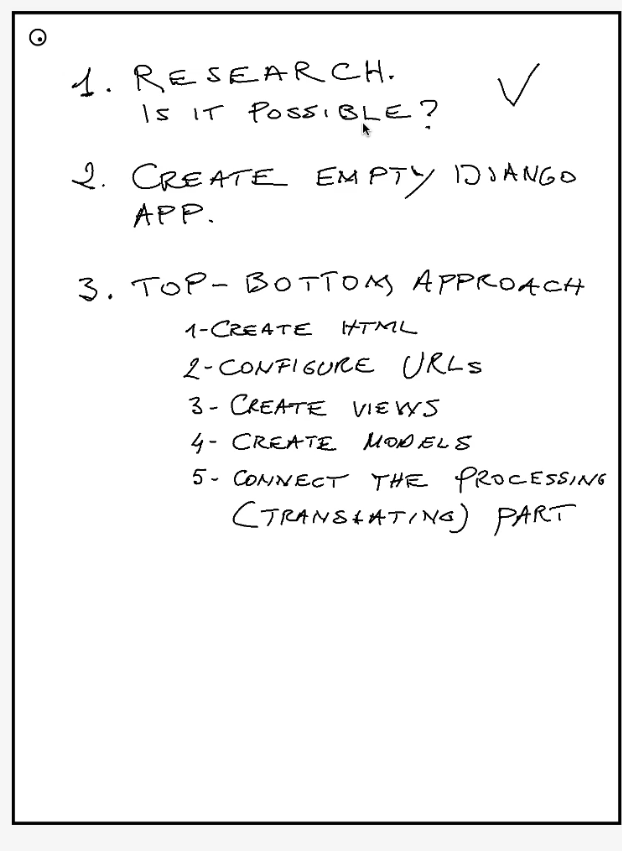 1. RESEARCH.
IS IT POSSIBLE? ✓
2. CREATE EMPTY DJANGO
APP.
3. TOP-BOTTOM APPROACH
1-CREATE HTML
2-CONFIGURE URLs
3- CREATE VIEWS
4- CREATE MODELS
5- CONNECT THE PROCESSING
(TRANSLATING) PART